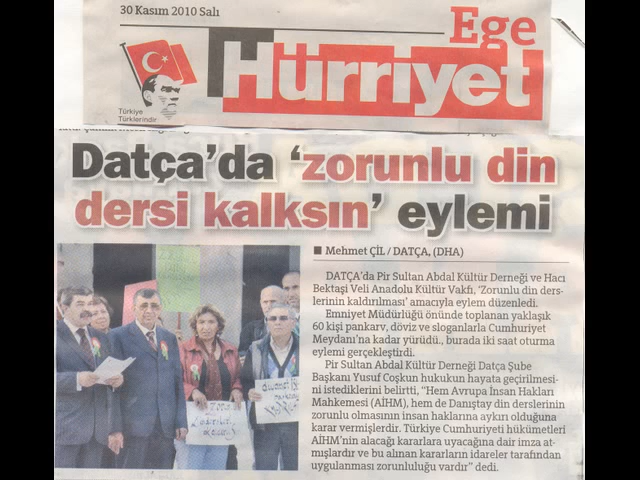 30 Kasım 2010 Salı
Ege
Hürriyet
Türkiye
Türklerindir
Datça'da 'zorunlu din
dersi kalksın' eylemi
■ Mehmet ÇİL / DATÇA, (DHA)
DATÇA'da Pir Sultan Abdal Kültür Derneği ve Hacı
Bektaşi Veli Anadolu Kültür Vakfı, 'Zorunlu din ders-
lerinin kaldırılması' amacıyla eylem düzenledi.
Emniyet Müdürlüğü önünde toplanan yaklaşık
60 kişi pankarv, döviz ve sloganlarla Cumhuriyet
Meydanı'na kadar yürüdü., burada iki saat oturma
eylemi gerçekleştirdi.
Pir Sultan Abdal Kültür Derneği Datça Şube
Başkanı Yusuf Coşkun hukukun hayata geçirilmesi-
ni istediklerini belirtti, "Hem Avrupa İnsan Hakları
Mahkemesi (AİHM), hem de Danıştay din derslerinin
zorunlu olmasının insan haklarına aykırı olduğuna
karar vermişlerdir. Türkiye Cumhuriyeti hükümetleri
AİHM'nin alacağı kararlara uyacağına dair imza at-
mışlardır ve bu alınan kararların idareler tarafından
uygulanması zorunluluğu vardır" dedi.